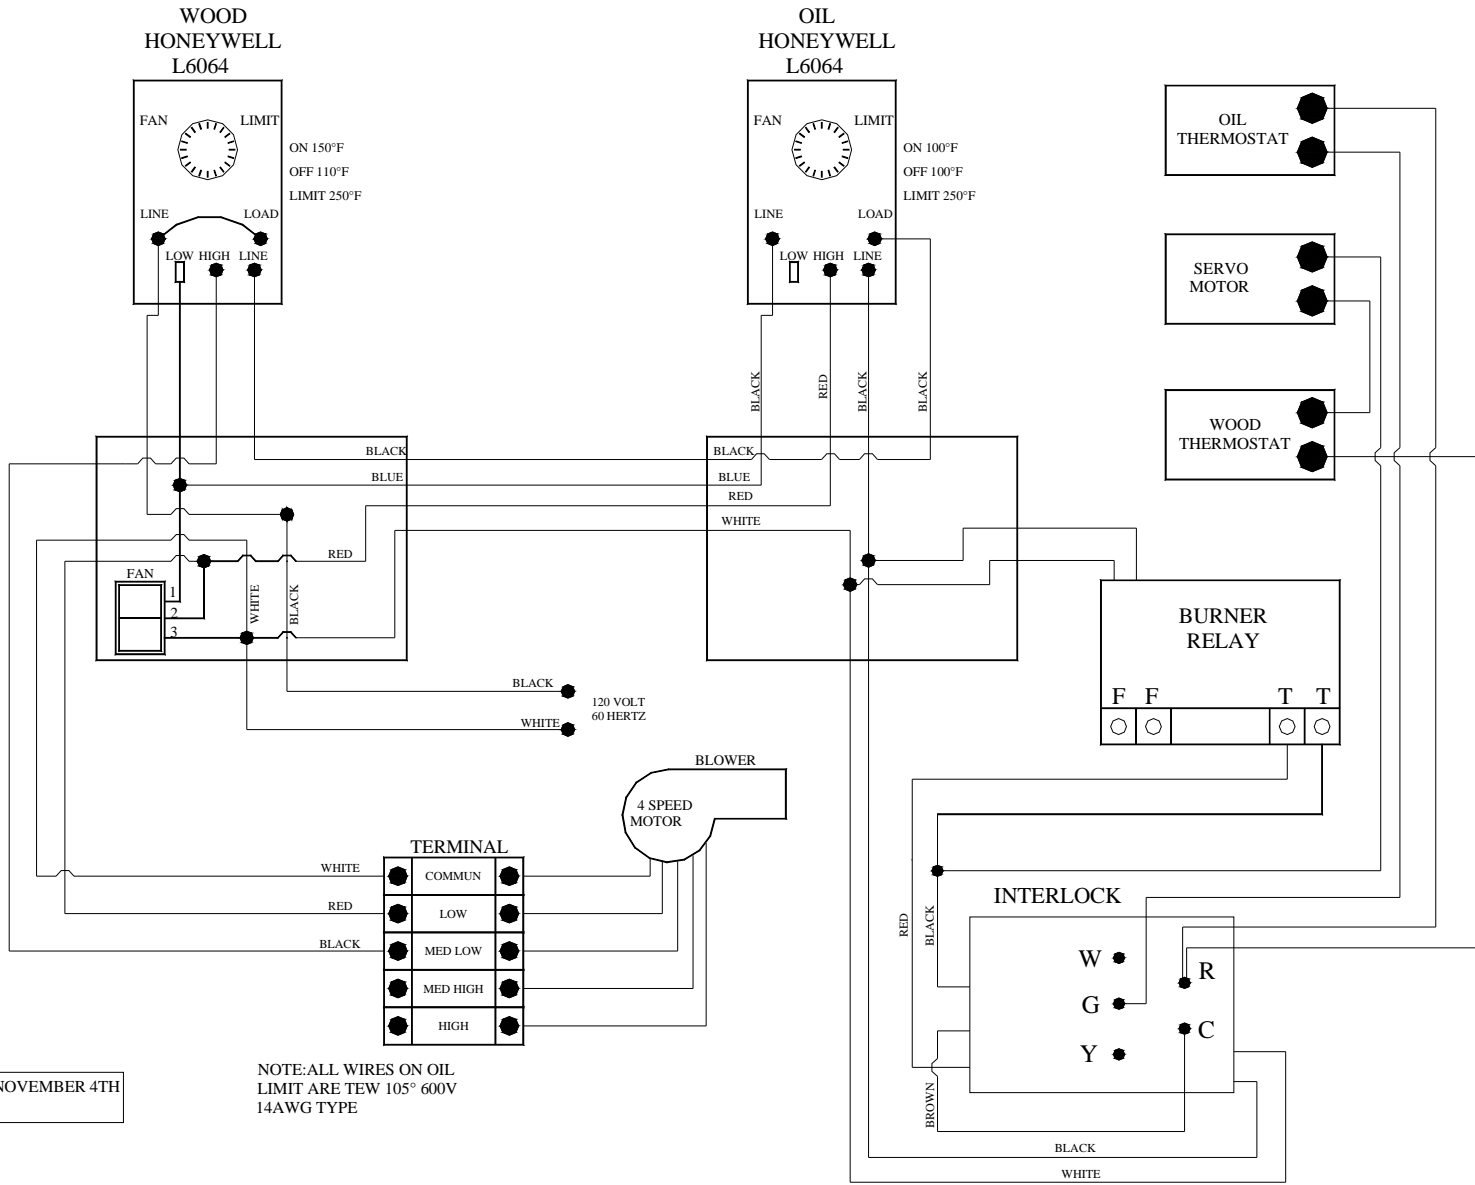 WOOD
HONEYWELL
L6064
FAN
LIMIT
ON 150°F
OFF 110°F
LIMIT 250°F
LINE
LOAD
LOW
HIGH
LINE
OIL
HONEYWELL
L6064
FAN
LIMIT
ON 100°F
OFF 100°F
LIMIT 250°F
LINE
LOAD
LOW
HIGH
LINE
OIL
THERMOSTAT
SERVO
MOTOR
WOOD
THERMOSTAT
BLACK
RED
BLACK
BLACK
BLACK
BLUE
RED
BLACK
BLUE
RED
WHITE
FAN
1
2
3
WHITE
BLACK
BLACK
WHITE
120 VOLT
60 HERTZ
BURNER
RELAY
F
F
T
T
BLOWER
4 SPEED
MOTOR
TERMINAL
WHITE
COMMUN
RED
LOW
BLACK
MED LOW
MED HIGH
HIGH
INTERLOCK
RED
BLACK
W
G
Y
R
C
BROWN
BLACK
WHITE
NOVEMBER 4TH
NOTE:ALL WIRES ON OIL
LIMIT ARE TEW 105° 600V
14AWG TYPE